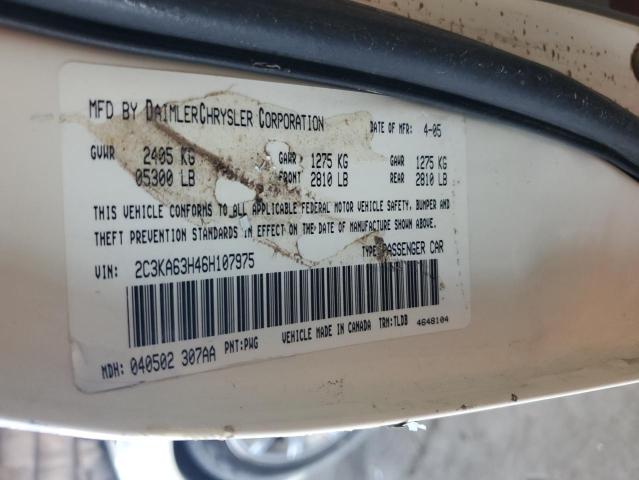 MFD BY DAIMLERCHRYSLER CORPORATION DATE OF MFR: 4-05
GVWR 2405 KG GAWR 1275 KG GAWR 1275 KG
05300 LB FRONT 2810 LB REAR 2810 LB
THIS VEHICLE CONFORMS TO ALL APPLICABLE FEDERAL MOTOR VEHICLE SAFETY, BUMPER AND
THEFT PREVENTION STANDARDS IN EFFECT ON THE DATE OF MANUFACTURE SHOWN ABOVE.
VIN: 2C3KA63H46H107975 TYPE: PASSENGER CAR
MDH: 040502 307AA PNT: PWG VEHICLE MADE IN CANADA TRM: TLDB 4648104